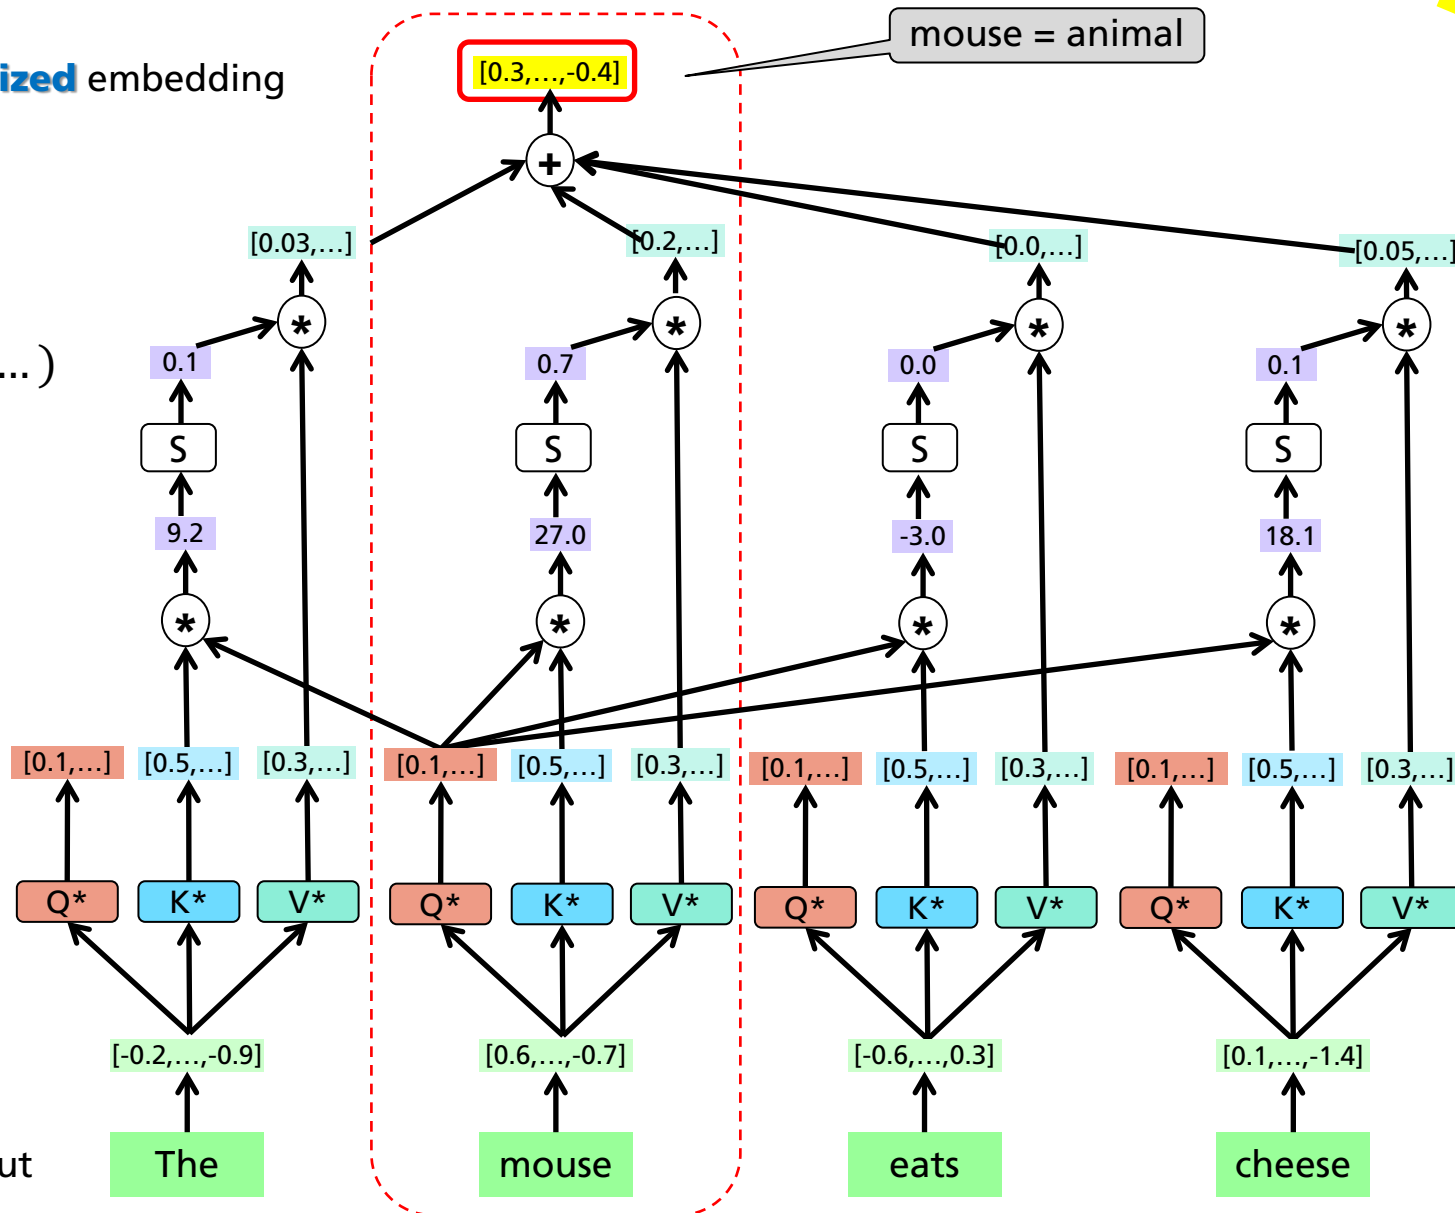 mouse = animal
ized embedding
[0.3,...,-0.4]
+
[0.03,...] [0.2,...] [0.0,...] [0.05,...]
* * * *
... )
0.1 0.7 0.0 0.1
S S S S
9.2 27.0 -3.0 18.1
* * * *
[0.1,...] [0.5,...] [0.3,...] [0.1,...] [0.5,...] [0.3,...] [0.1,...] [0.5,...] [0.3,...] [0.1,...] [0.5,...] [0.3,...]
Q* K* V* Q* K* V* Q* K* V* Q* K* V*
[-0.2,...,-0.9] [0.6,...,-0.7] [-0.6,...,0.3] [0.1,...,-1.4]
ut The mouse eats cheese